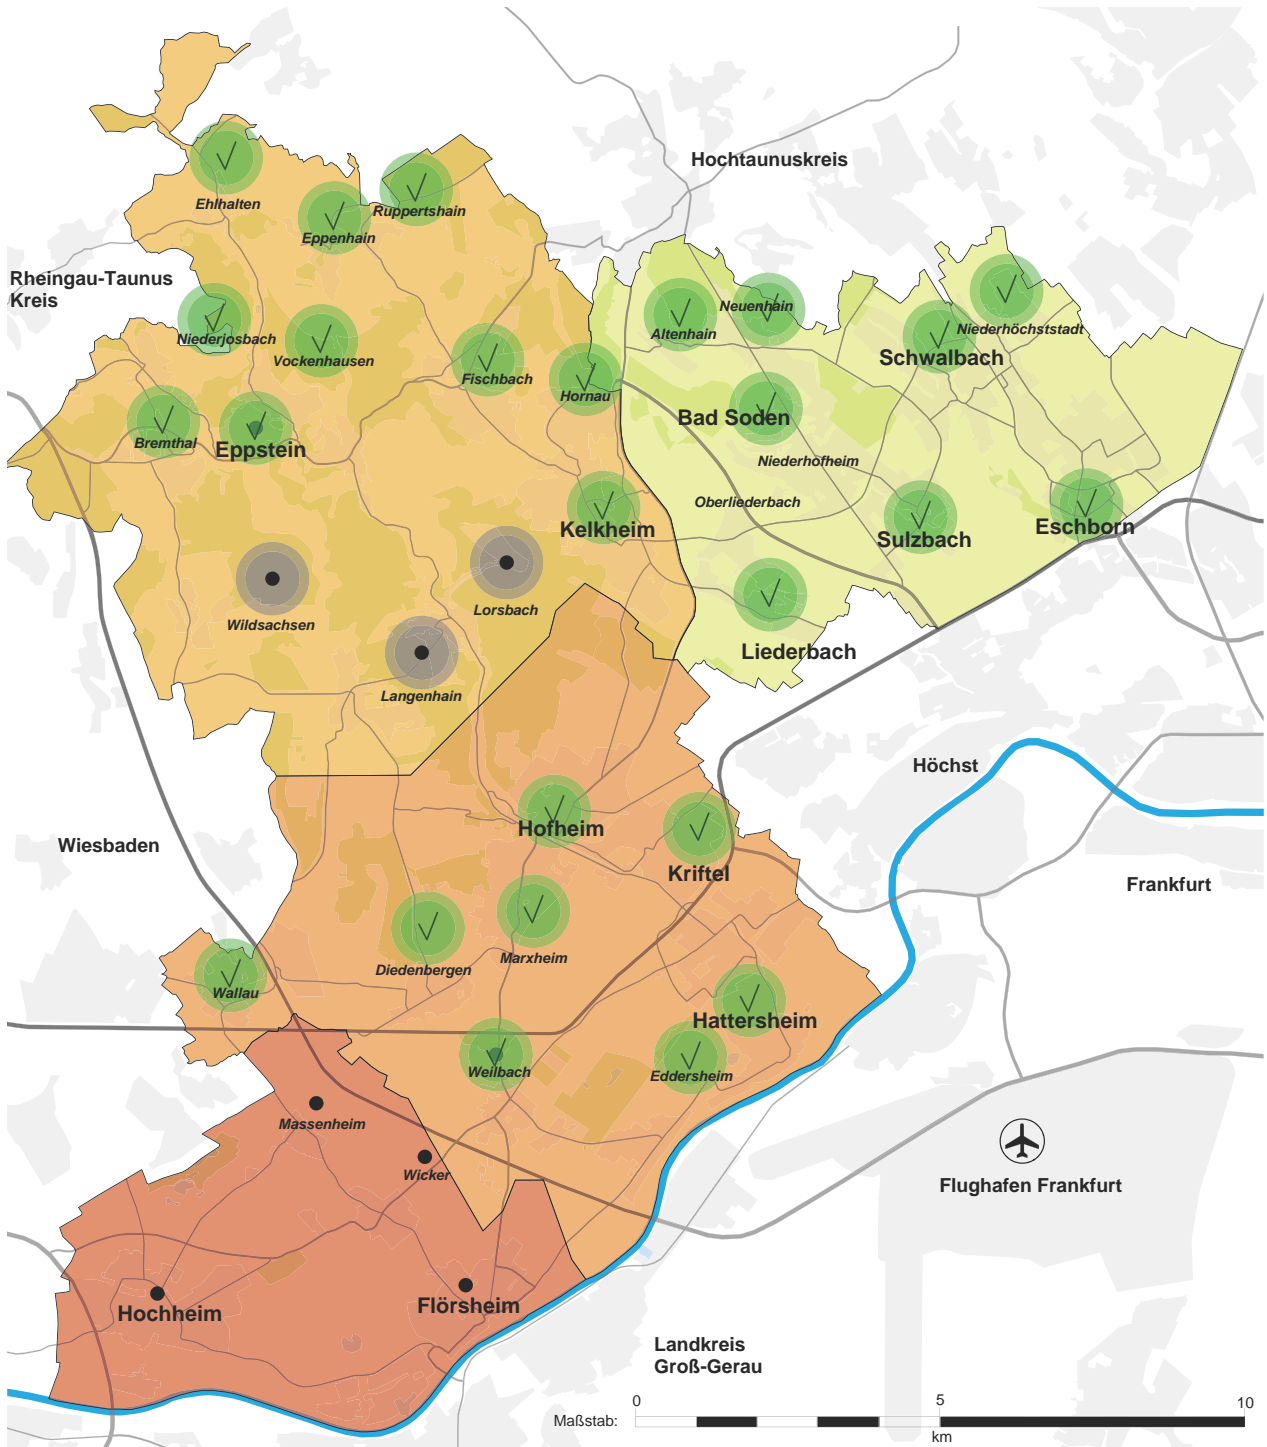 Hochtaunuskreis
Ehlhalten
Ruppertshain
Eppenhain
Rheingau-Taunus
Kreis
Neuenhain
Niederhöchststadt
Altenhain
Niederjosbach
Vockenhausen
Schwalbach
Fischbach
Hornau
Bad Soden
Bremthal
Eppstein
Niederhofheim
Oberliederbach
Kelkheim
Sulzbach
Eschborn
Lorsbach
Wildsachsen
Liederbach
Langenhain
Höchst
Hofheim
Wiesbaden
Kriftel
Frankfurt
Marxheim
Diedenbergen
Wallau
Hattersheim
Weilbach
Eddersheim
Massenheim
Wicker
Flughafen Frankfurt
Flörsheim
Hochheim
Landkreis
Groß-Gerau
0 5 10
Maßstab:
km